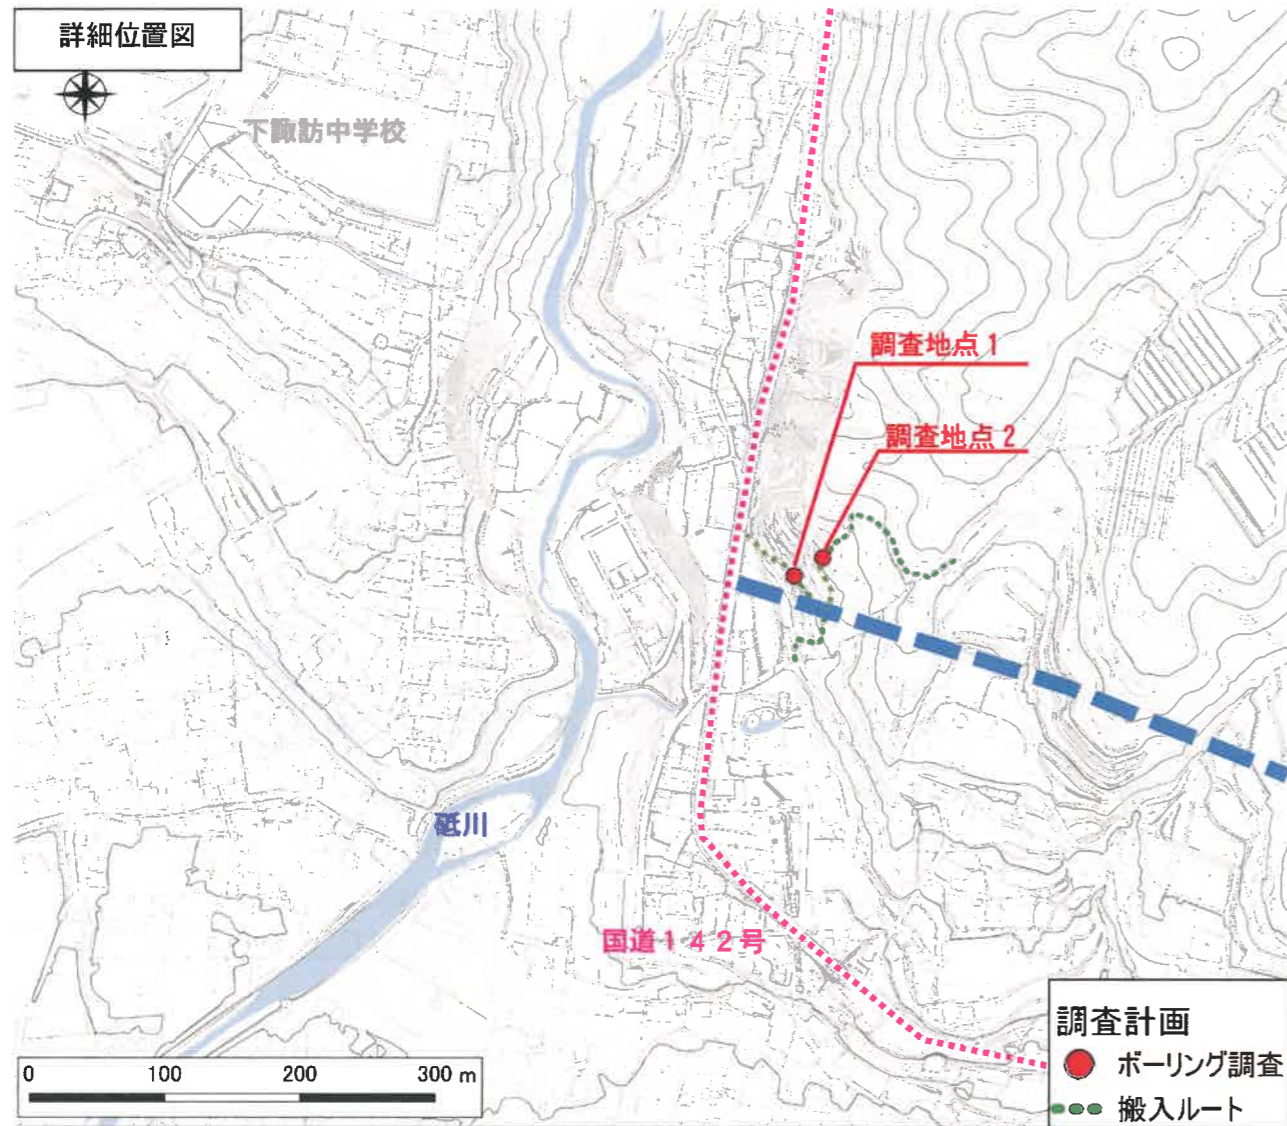 詳細位置図
下諏訪中学校
調査地点1
調査地点2
砥川
国道142号
調査計画
ボーリング調査
搬入ルート
0 100 200 300 m